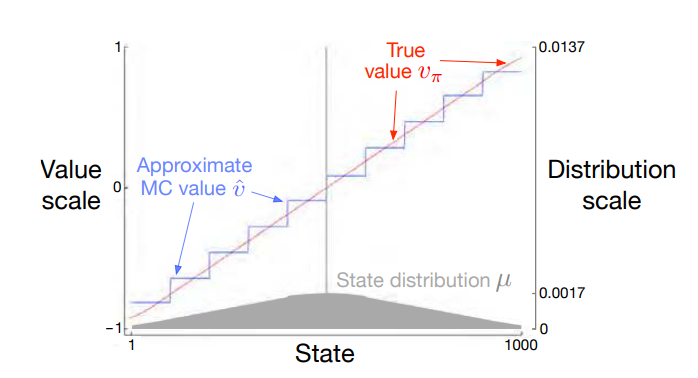 1
0.0137
True
value vπ
Value
scale
Approximate
MC value v̂
0
Distribution
scale
State distribution μ
0.0017
−1
0
1
State
1000